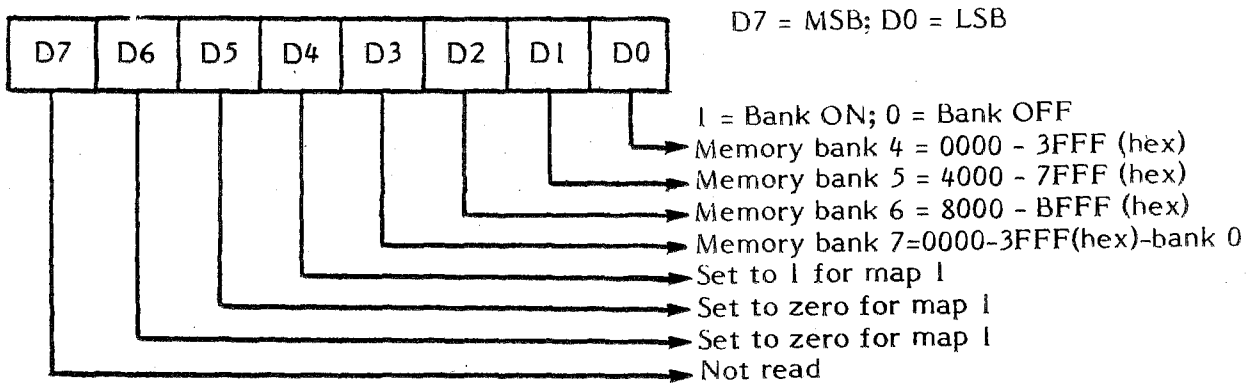 D7 = MSB; D0 = LSB
D7 D6 D5 D4 D3 D2 D1 D0
1 = Bank ON; 0 = Bank OFF
Memory bank 4 = 0000 - 3FFF (hex)
Memory bank 5 = 4000 - 7FFF (hex)
Memory bank 6 = 8000 - BFFF (hex)
Memory bank 7=0000-3FFF(hex)-bank 0
Set to 1 for map 1
Set to zero for map 1
Set to zero for map 1
Not read